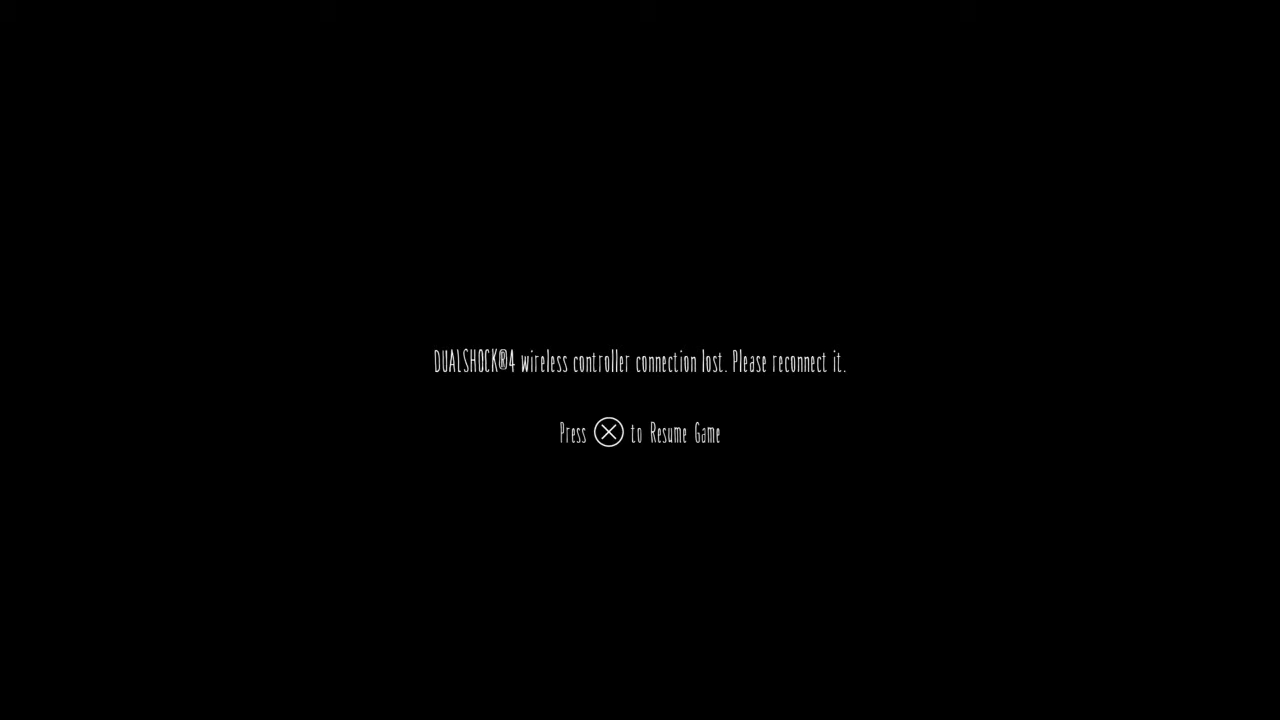 DUALSHOCK®4 wireless controller connection lost. Please reconnect it.
Press ⓧ to Resume Game